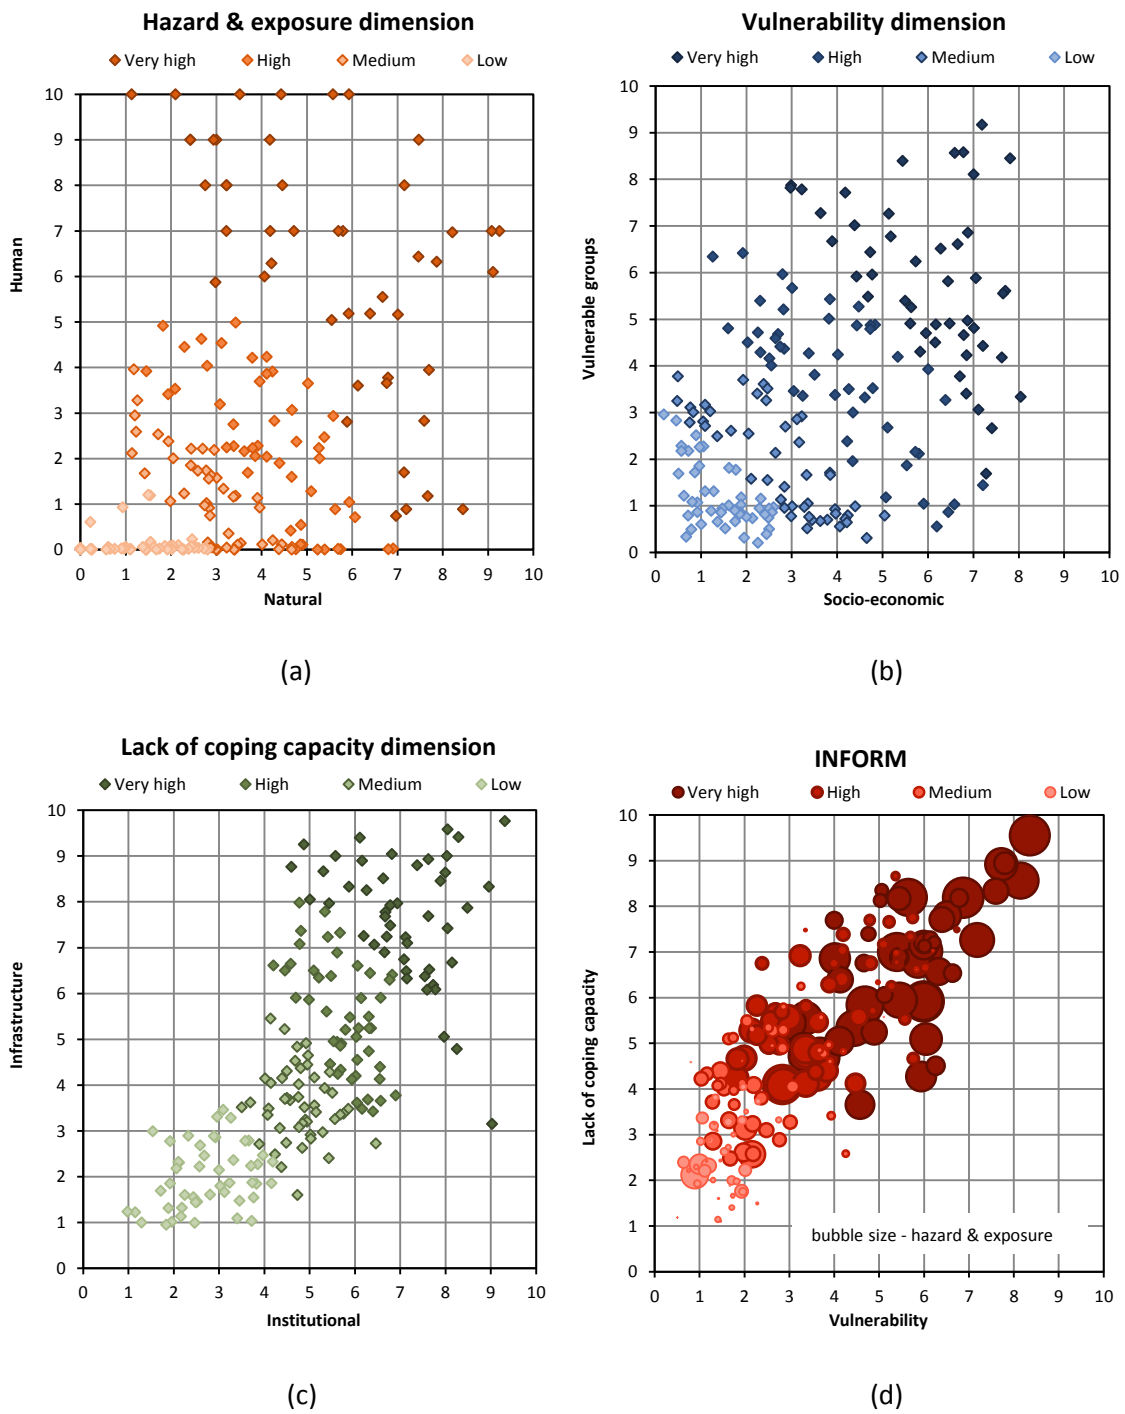 Hazard & exposure dimension
Very high High Medium Low
10
9
8
7
6
5
4
3
2
1
0
Human
0 1 2 3 4 5 6 7 8 9 10
Natural
(a)
Vulnerability dimension
Very high High Medium Low
10
9
8
7
6
5
4
3
2
1
0
Vulnerable groups
0 1 2 3 4 5 6 7 8 9 10
Socio-economic
(b)
Lack of coping capacity dimension
Very high High Medium Low
10
9
8
7
6
5
4
3
2
1
0
Infrastructure
0 1 2 3 4 5 6 7 8 9 10
Institutional
(c)
INFORM
Very high High Medium Low
10
9
8
7
6
5
4
3
2
1
0
Lack of coping capacity
bubble size - hazard & exposure
0 1 2 3 4 5 6 7 8 9 10
Vulnerability
(d)